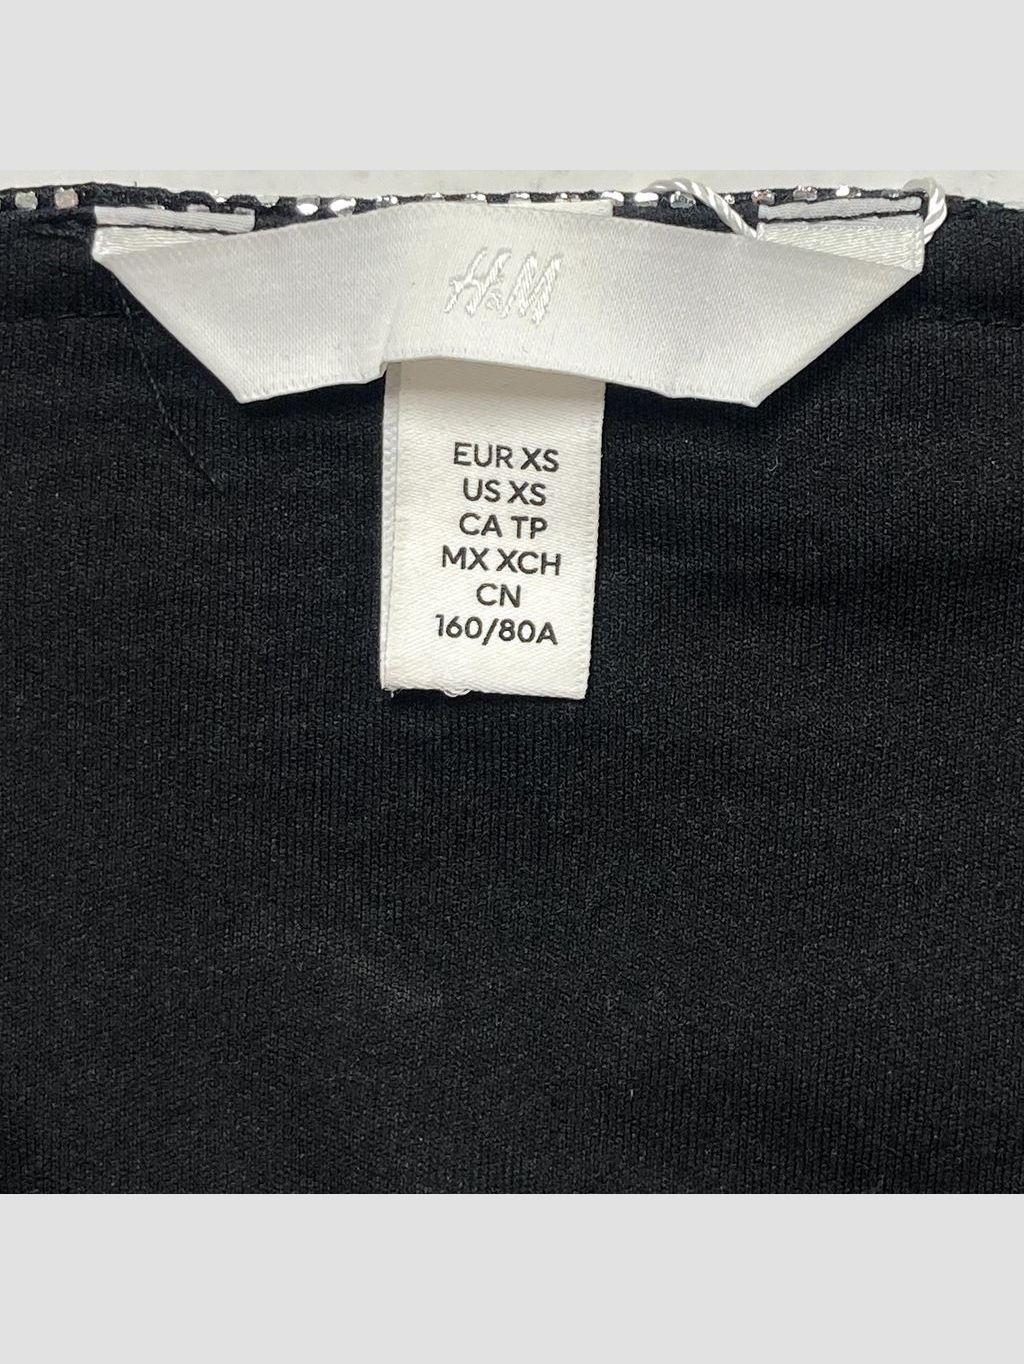 H&M
EUR XS
US XS
CA TP
MX XCH
CN
160/80A